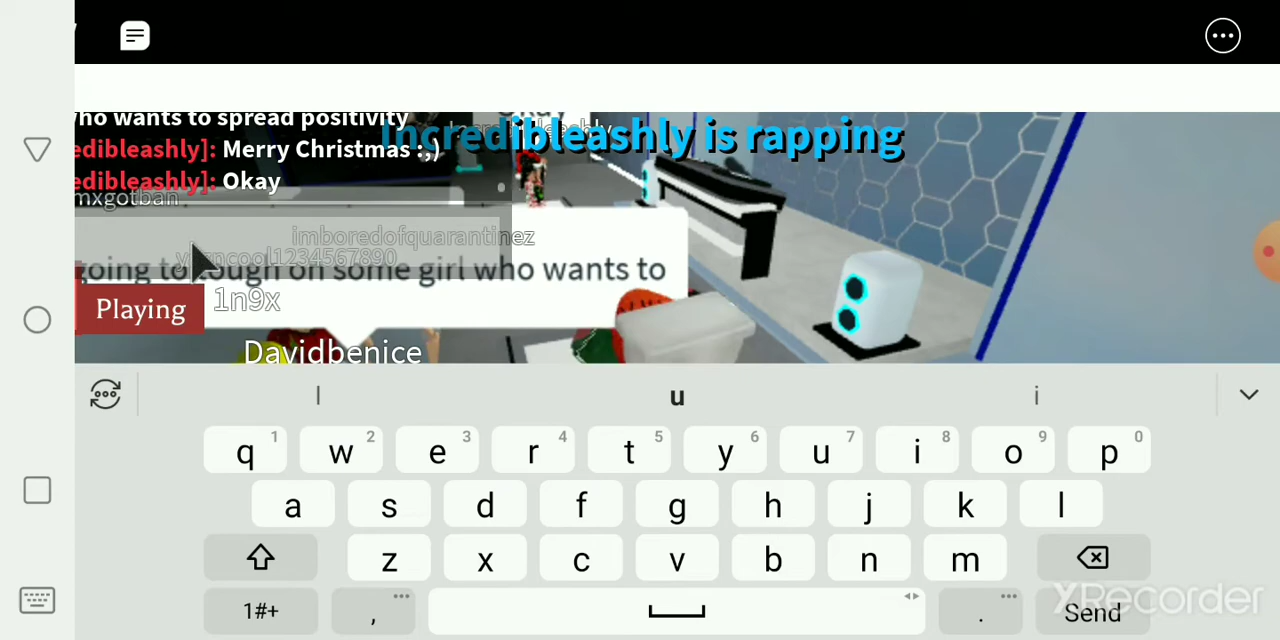 who wants to spread positivity
edibleashly]: Merry Christmas :,)
edibleashly]: Okay
Incredibleashly is rapping
mxgotban
imboredofquarantinez
going to tough on some girl who wants to
Playing
1n9x
Davidbenice
l u i
q 1 w 2 e 3 r 4 t 5 y 6 u 7 i 8 o 9 p 0
a s d f g h j k l
z x c v b n m
1#+ , . Send
XRecorder